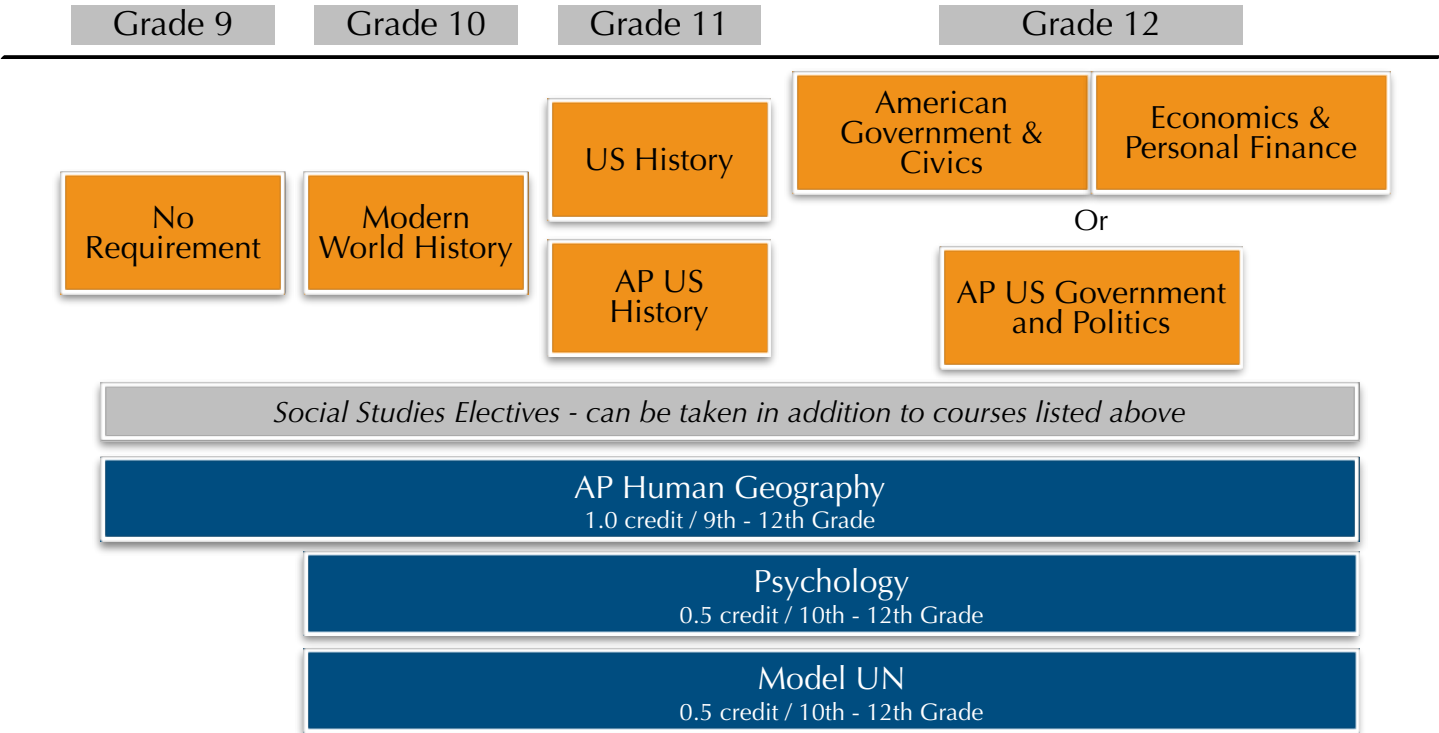 Grade 9
Grade 10
Grade 11
Grade 12
No
Requirement
Modern
World History
US History
AP US
History
American
Government &
Civics
Economics &
Personal Finance
Or
AP US Government
and Politics
Social Studies Electives - can be taken in addition to courses listed above
AP Human Geography
1.0 credit / 9th - 12th Grade
Psychology
0.5 credit / 10th - 12th Grade
Model UN
0.5 credit / 10th - 12th Grade